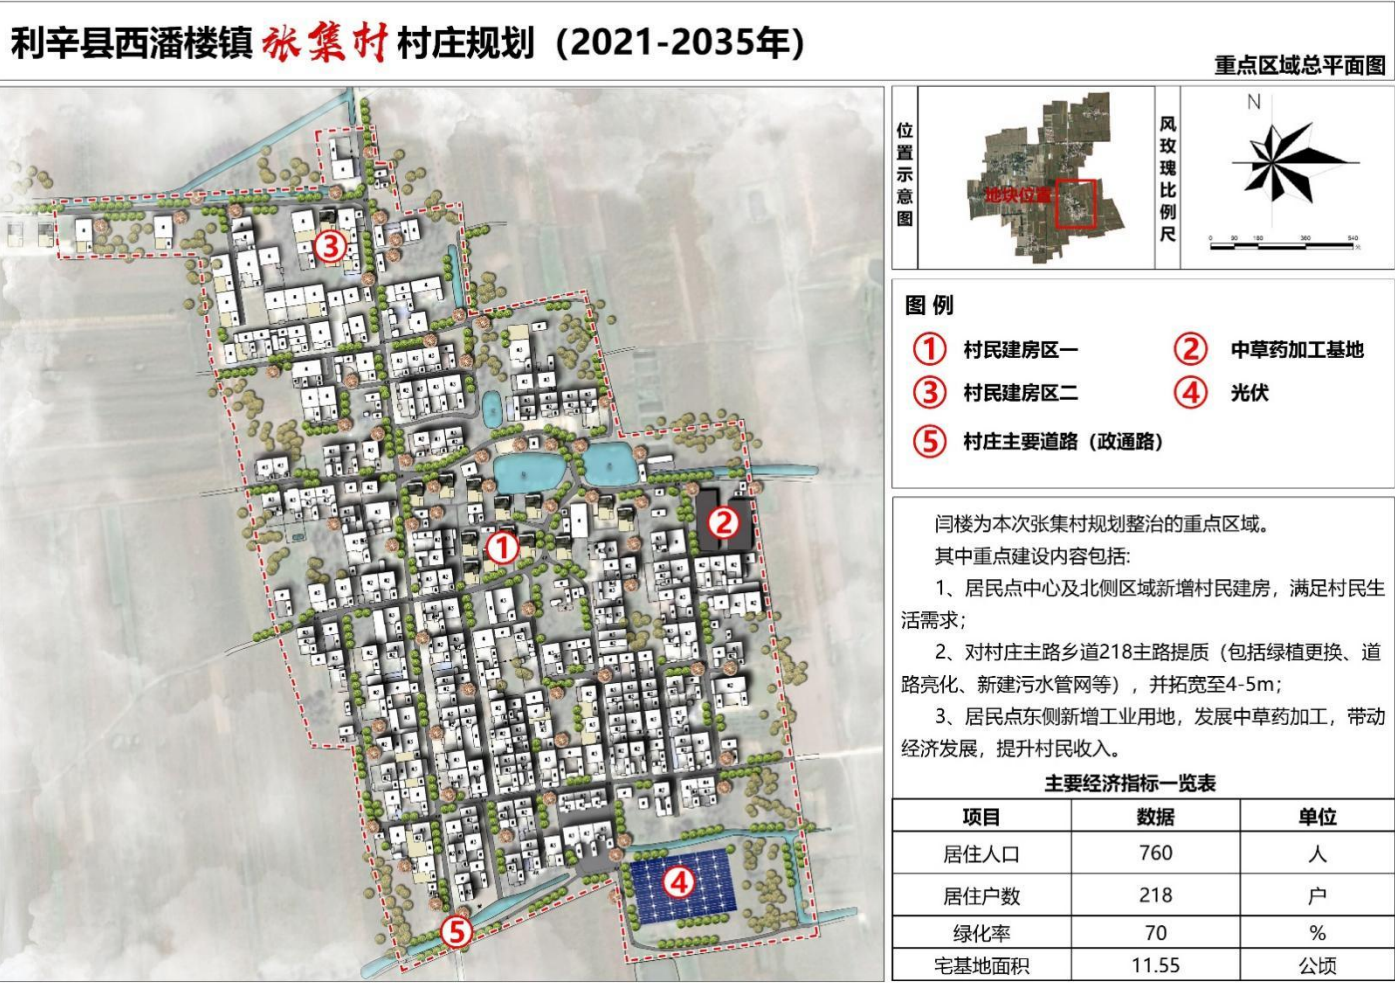 利辛县西潘楼镇张集村村庄规划（2021-2035年）
重点区域总平面图
位置示意图
地块位置
风玫瑰比例尺
N
0 90 180 360 540
图 例
① 村民建房区一
② 中草药加工基地
③ 村民建房区二
④ 光伏
⑤ 村庄主要道路（政通路）
③
①
②
④
⑤
闫楼为本次张集村规划整治的重点区域。
其中重点建设内容包括:
1、居民点中心及北侧区域新增村民建房，满足村民生
活需求；
2、对村庄主路乡道218主路提质（包括绿植更换、道
路亮化、新建污水管网等），并拓宽至4-5m；
3、居民点东侧新增工业用地，发展中草药加工，带动
经济发展，提升村民收入。
主要经济指标一览表
项目 数据 单位
居住人口 760 人
居住户数 218 户
绿化率 70 %
宅基地面积 11.55 公顷